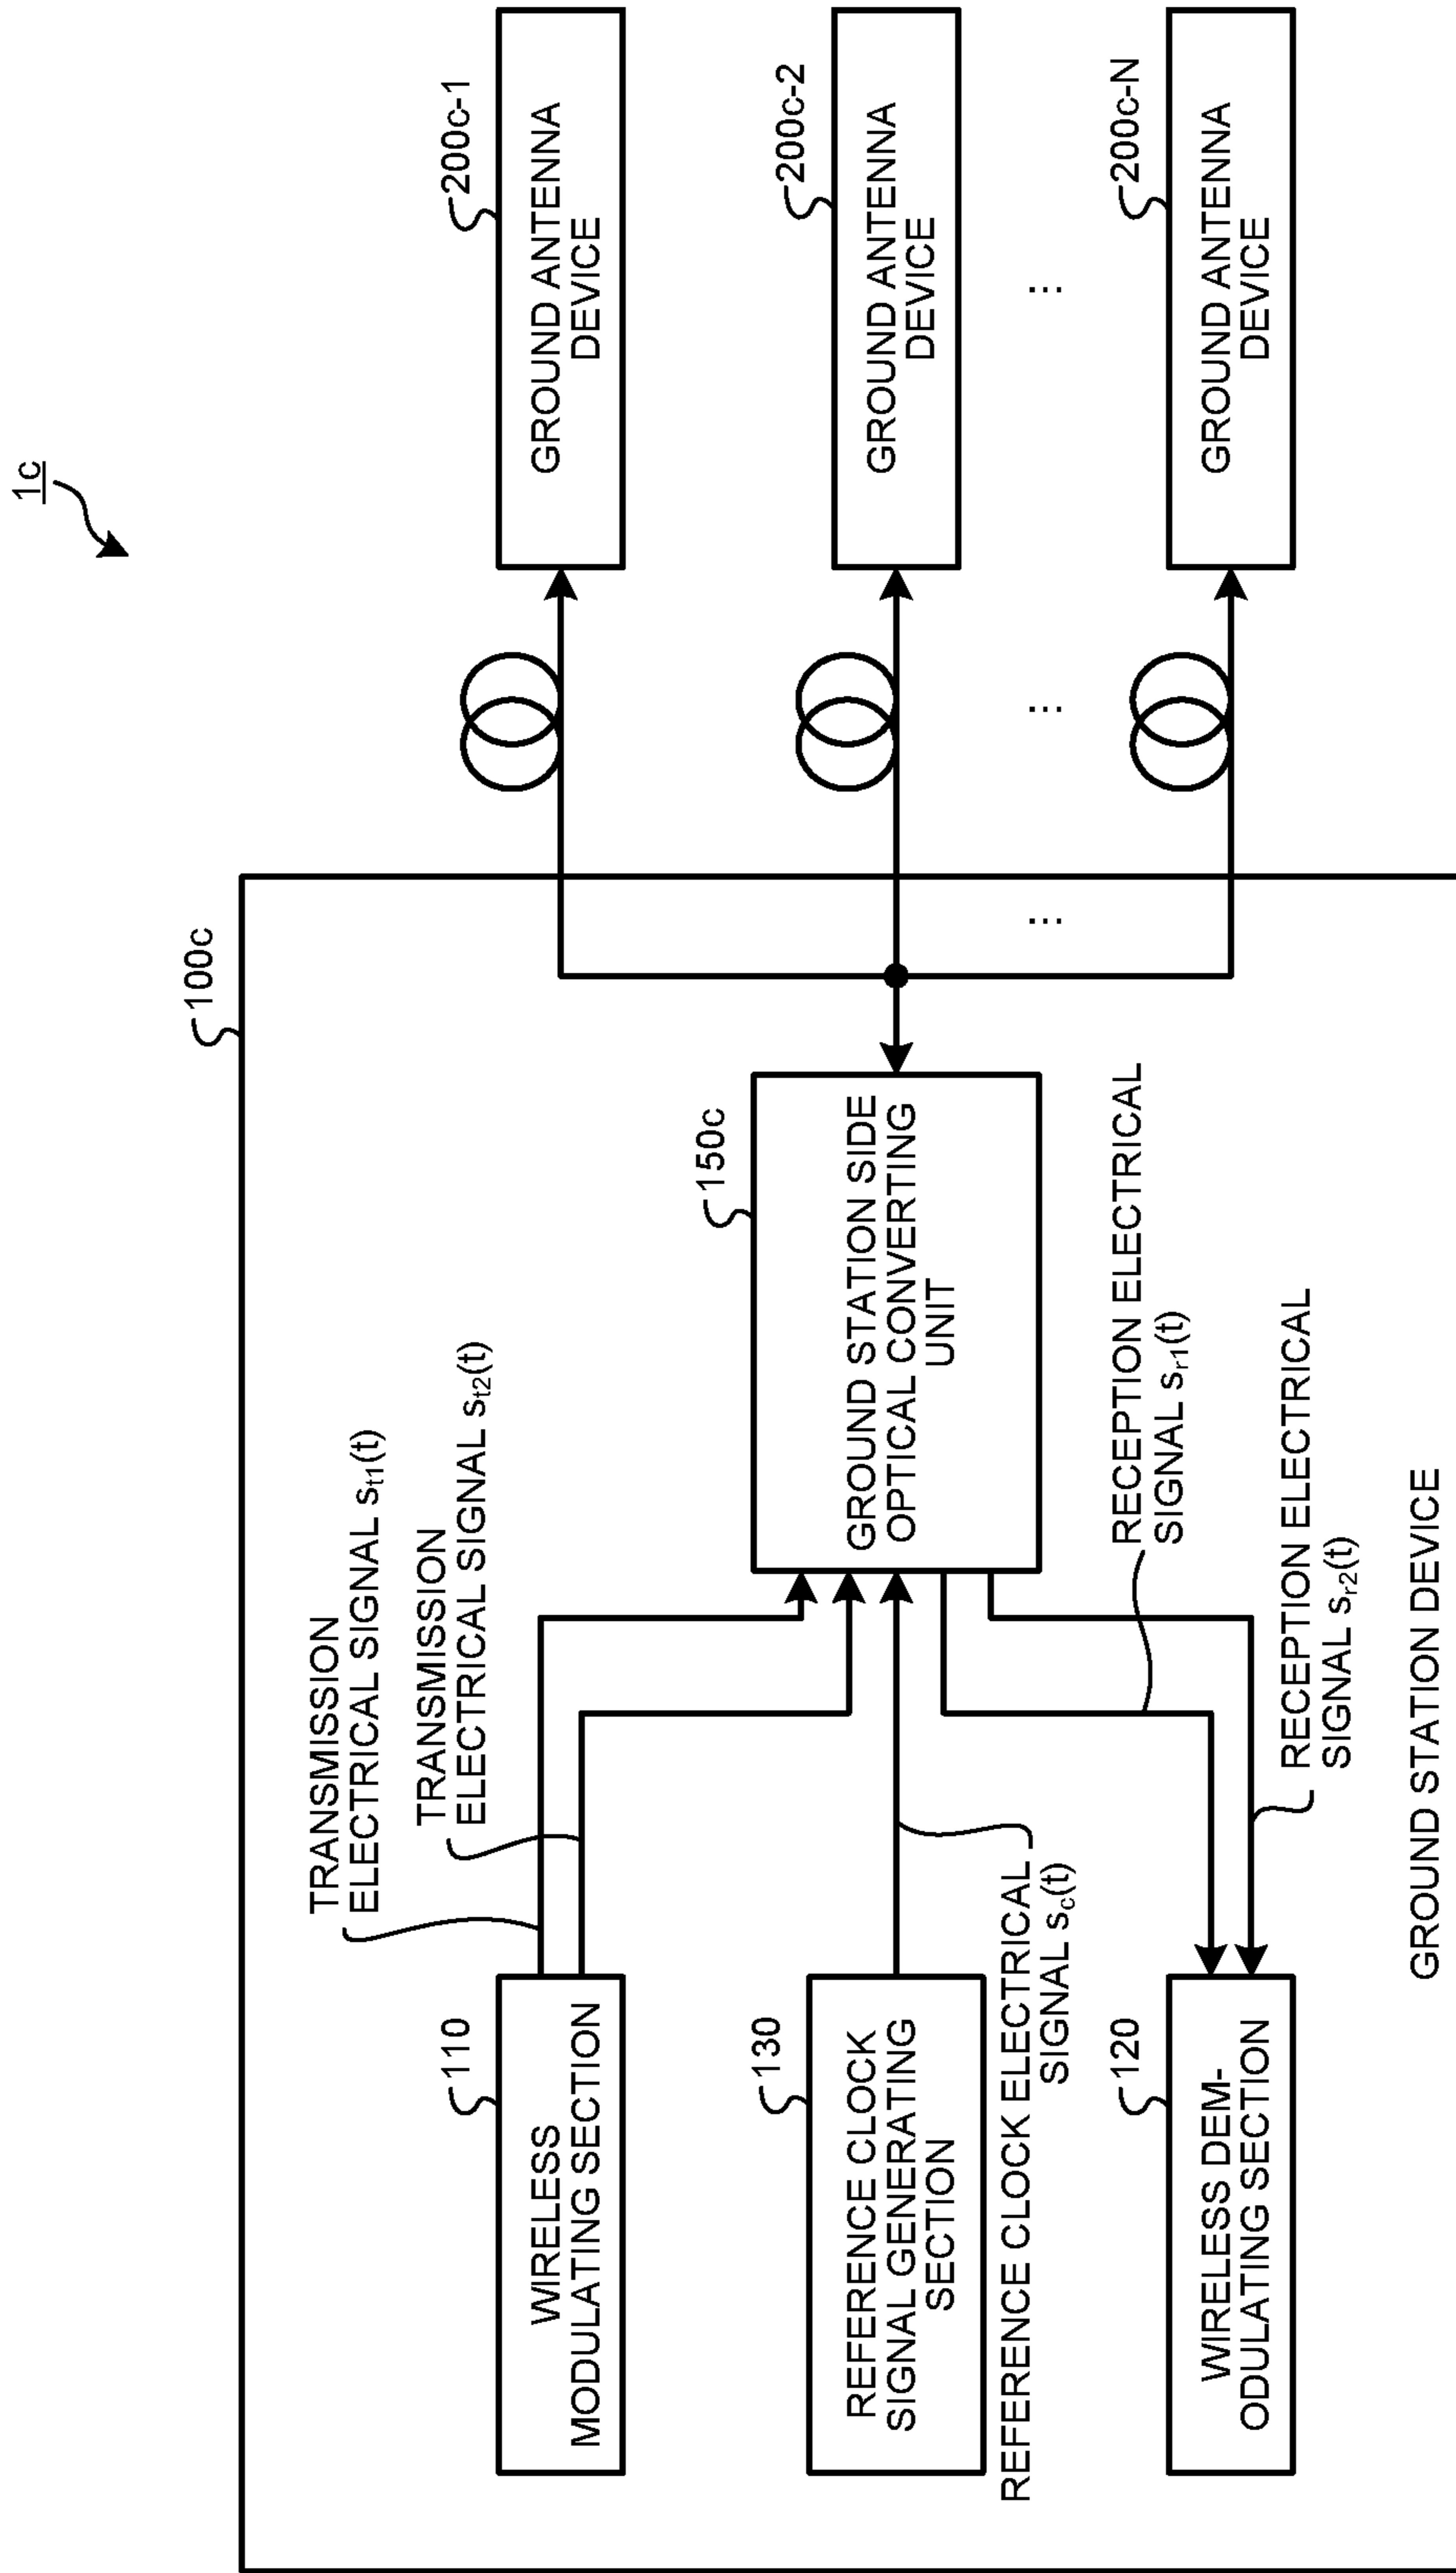 1c
100c
TRANSMISSION
ELECTRICAL SIGNAL st1(t)
TRANSMISSION
ELECTRICAL SIGNAL st2(t)
110
WIRELESS
MODULATING SECTION
130
REFERENCE CLOCK
SIGNAL GENERATING
SECTION
REFERENCE CLOCK ELECTRICAL
SIGNAL sc(t)
120
WIRELESS DEM-
ODULATING SECTION
150c
GROUND STATION SIDE
OPTICAL CONVERTING
UNIT
RECEPTION ELECTRICAL
SIGNAL sr1(t)
RECEPTION ELECTRICAL
SIGNAL sr2(t)
GROUND STATION DEVICE
...
...
...
200c-1
GROUND ANTENNA
DEVICE
200c-2
GROUND ANTENNA
DEVICE
200c-N
GROUND ANTENNA
DEVICE